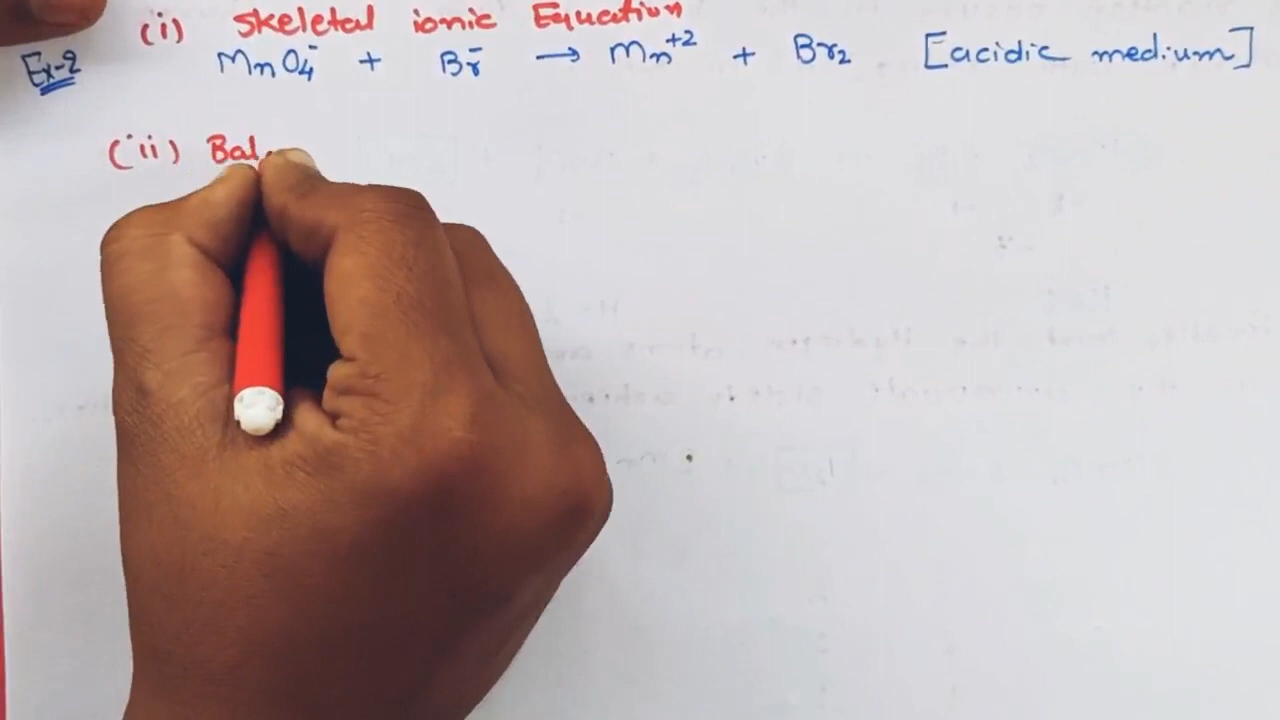 (i) Skeletal ionic Equation
Ex-2 MnO₄⁻ + Br⁻ → Mn⁺² + Br₂ [acidic medium]
(ii) Bal